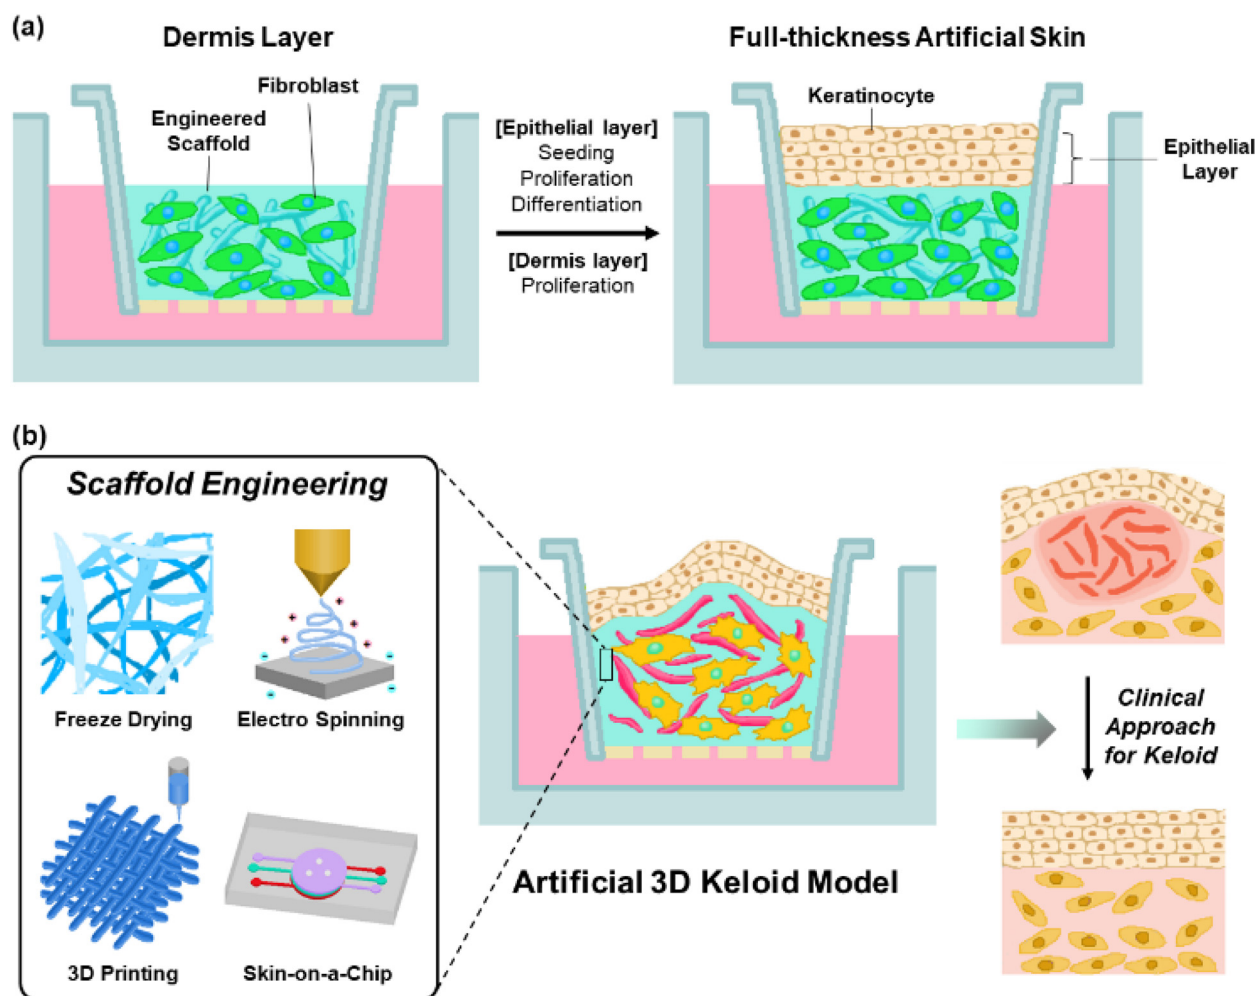 (a)
Dermis Layer
Full-thickness Artificial Skin
Fibroblast
Engineered
Scaffold
[Epithelial layer]
Seeding
Proliferation
Differentiation
[Dermis layer]
Proliferation
Keratinocyte
Epithelial
Layer
(b)
Scaffold Engineering
Freeze Drying
Electro Spinning
3D Printing
Skin-on-a-Chip
Artificial 3D Keloid Model
Clinical
Approach
for Keloid